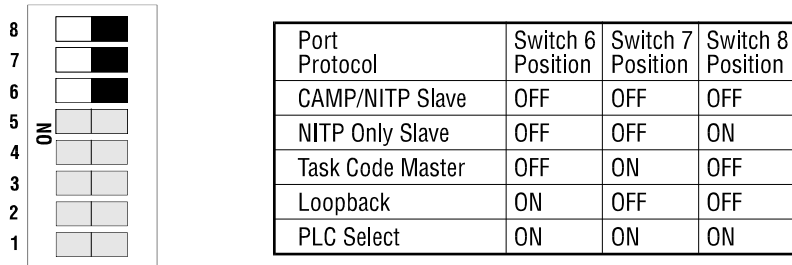 8
7
6
5
4
3
2
1
ON
Port Protocol Switch 6 Position Switch 7 Position Switch 8 Position
CAMP/NITP Slave OFF OFF OFF
NITP Only Slave OFF OFF ON
Task Code Master OFF ON OFF
Loopback ON OFF OFF
PLC Select ON ON ON